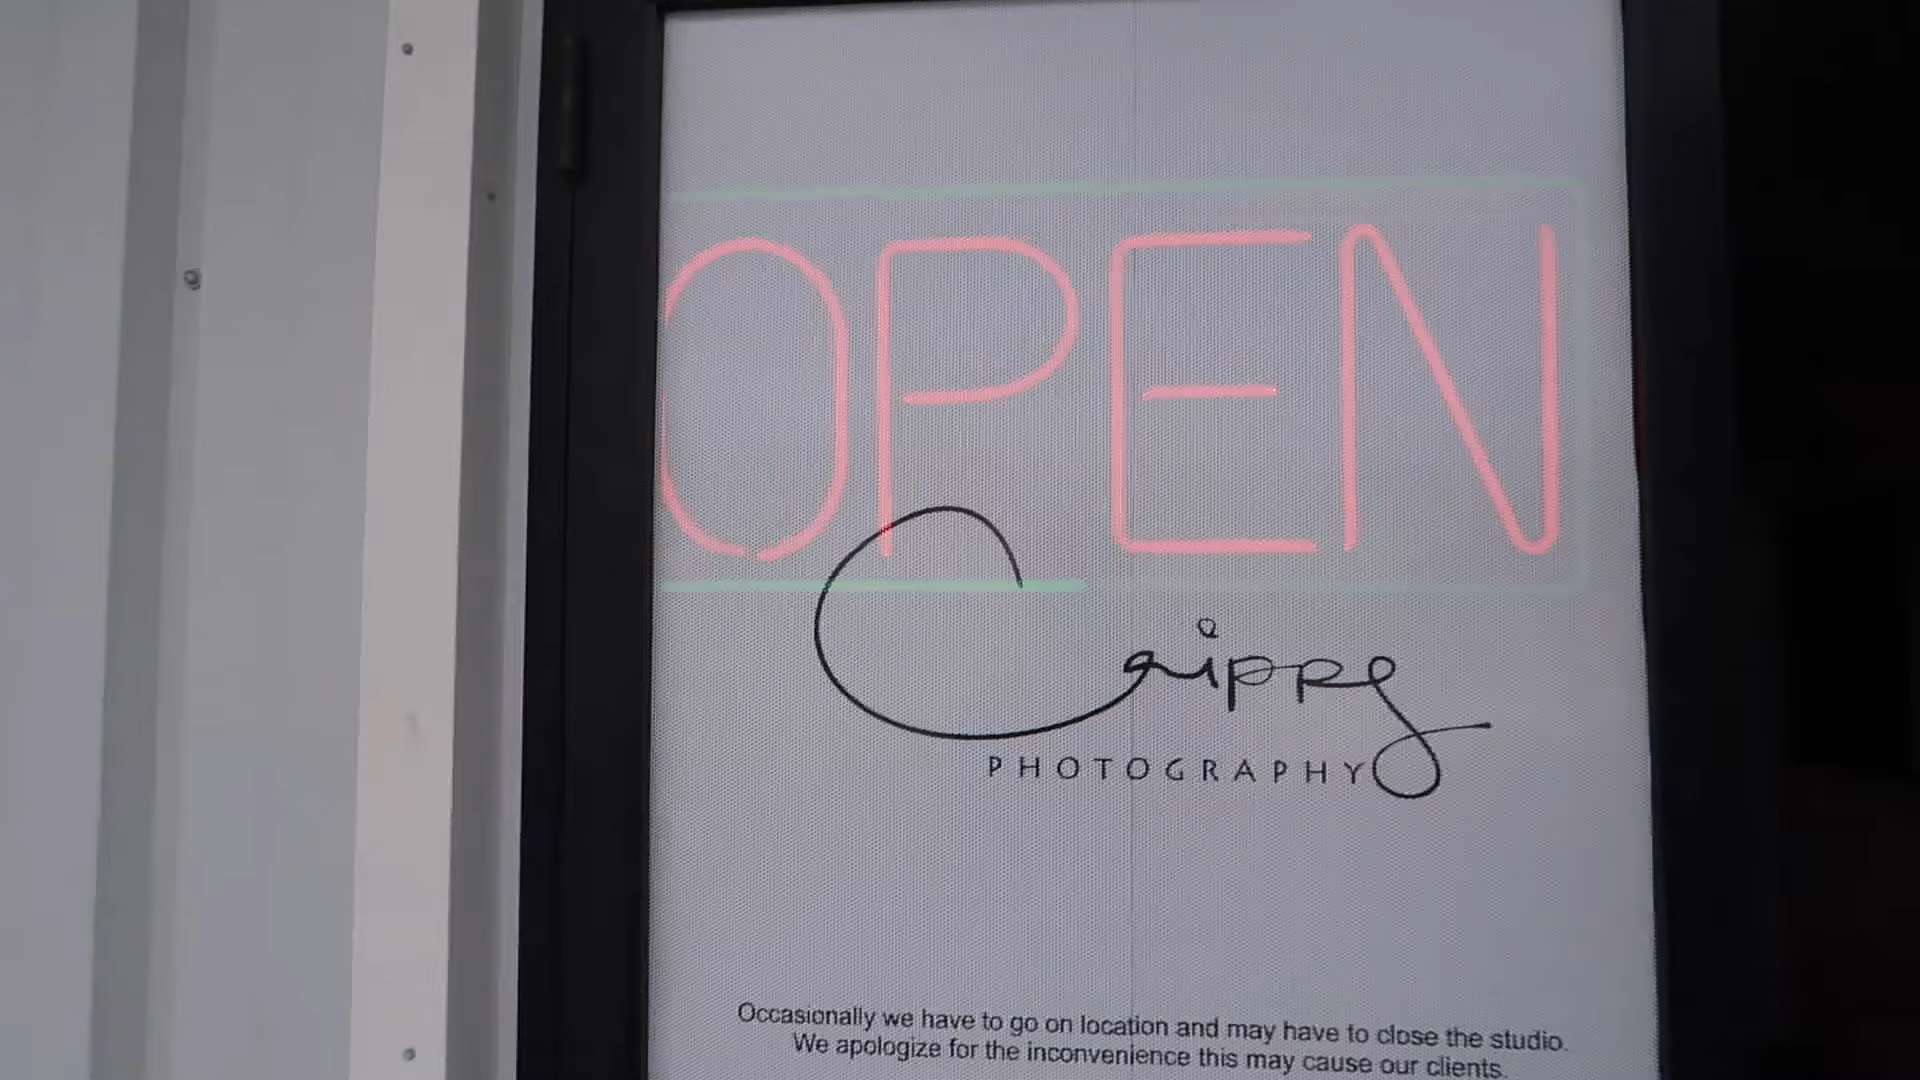 OPEN
Cripps
PHOTOGRAPHY
Occasionally we have to go on location and may have to close the studio.
We apologize for the inconvenience this may cause our clients.